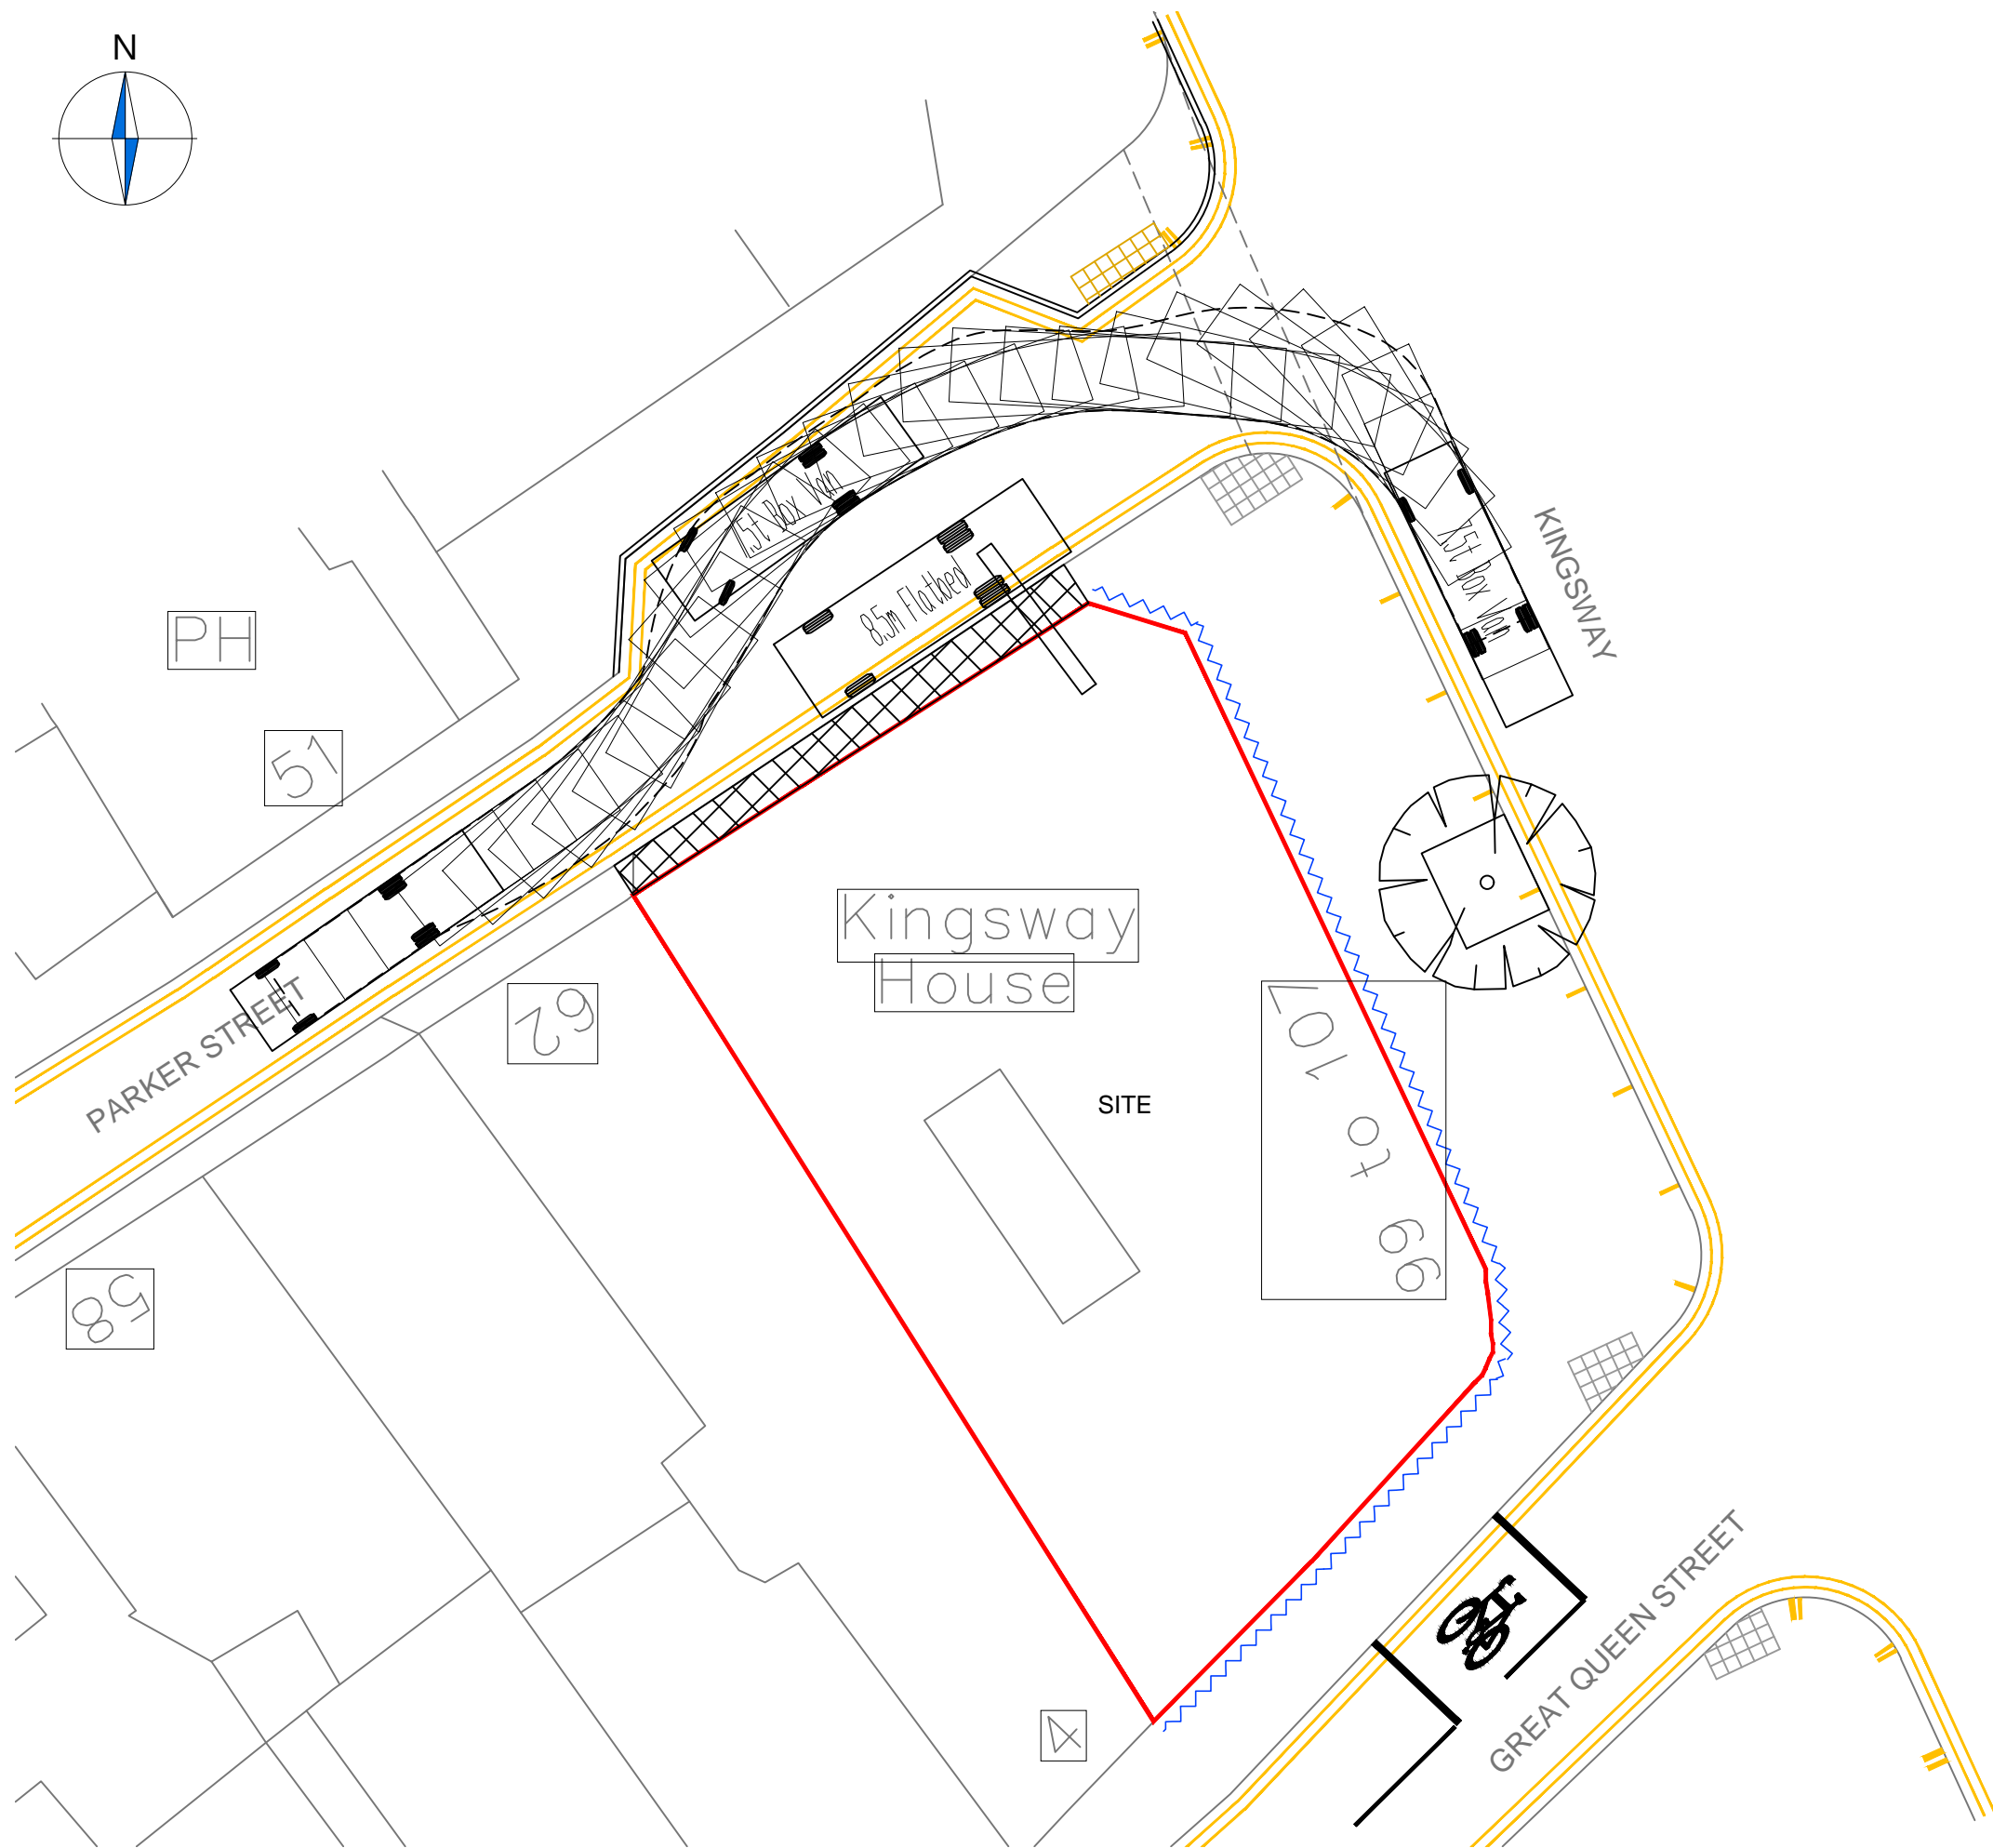 N
7.5t Box Van
KINGSWAY
7.5t Box Van
8.5m Flatbed
PH
51
Kingsway
House
PARKER STREET
62
SITE
99 to 107
58
GREAT QUEEN STREET
4